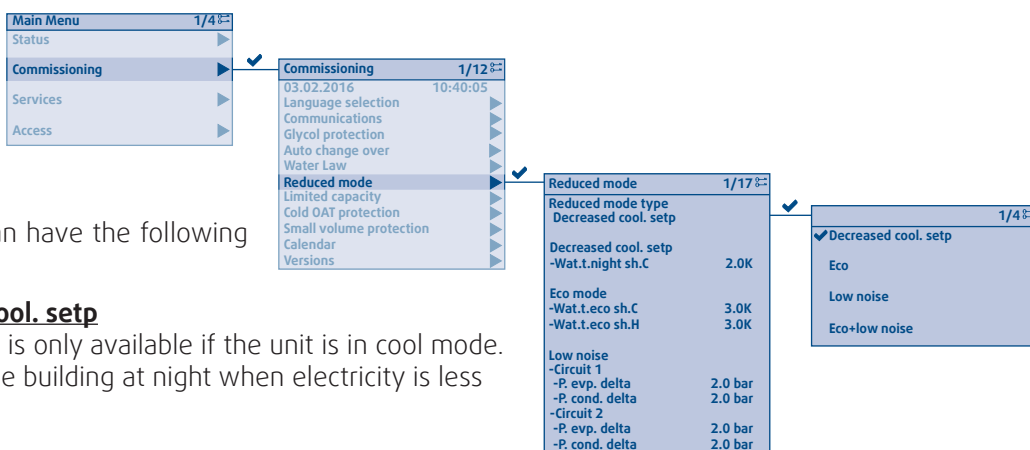 Main Menu 1/4
Status
Commissioning
Services
Access
Commissioning 1/12
03.02.2016 10:40:05
Language selection
Communications
Glycol protection
Auto change over
Water Law
Reduced mode
Limited capacity
Cold OAT protection
Small volume protection
Calendar
Versions
Reduced mode 1/17
Reduced mode type
Decreased cool. setp
Decreased cool. setp
-Wat.t.night sh.C 2.0K
Eco mode
-Wat.t.eco sh.C 3.0K
-Wat.t.eco sh.H 3.0K
Low noise
-Circuit 1
-P. evp. delta 2.0 bar
-P. cond. delta 2.0 bar
-Circuit 2
-P. evp. delta 2.0 bar
-P. cond. delta 2.0 bar
1/4
Decreased cool. setp
Eco
Low noise
Eco+low noise
an have the following
ool. setp
is only available if the unit is in cool mode.
e building at night when electricity is less